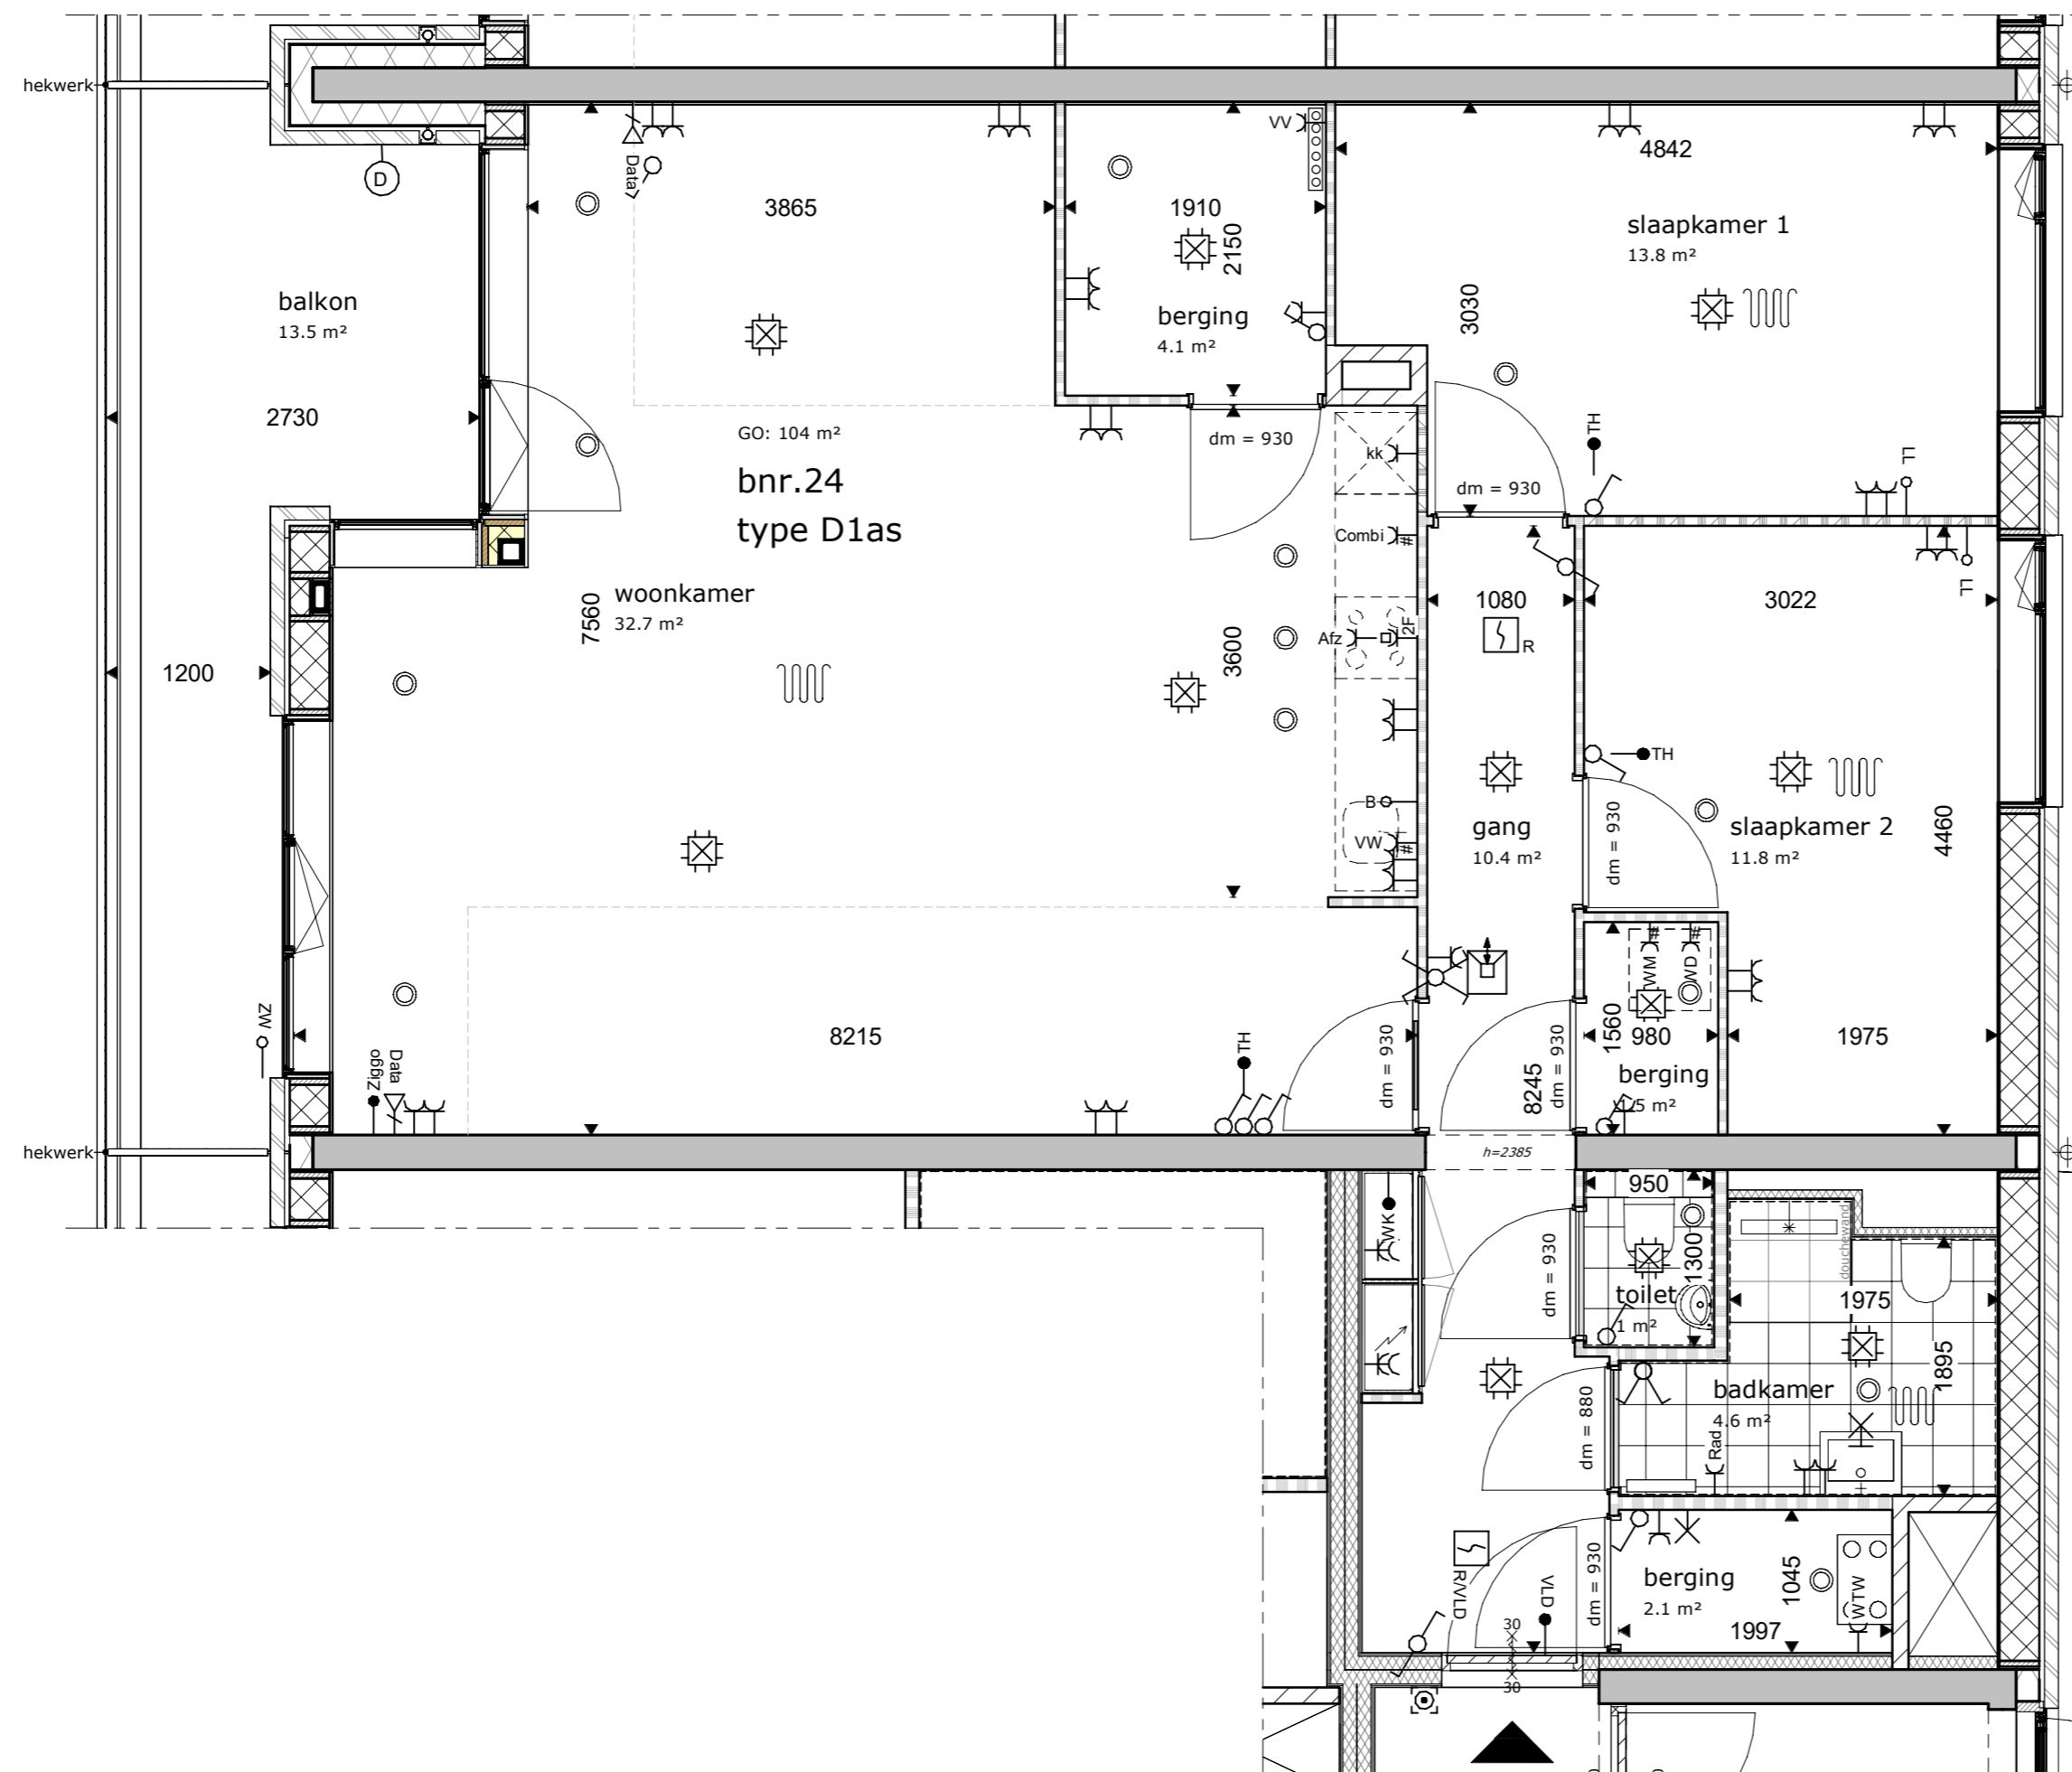 hekwerk
D
Data
VV
4842
3865
1910
2150
slaapkamer 1
13.8 m²
balkon
13.5 m²
berging
4.1 m²
3030
2730
GO: 104 m²
dm = 930
bnr.24
type D1as
kk
TH
LL
dm = 930
Combi
woonkamer
32.7 m²
7560
1080
3022
LL
R
Afz
2F
3600
1200
TH
B
VW
#
#
gang
10.4 m²
dm = 930
slaapkamer 2
11.8 m²
4460
WM
WD
#
#
ZW
8215
TH
dm = 930
8245
dm = 930
1560
980
1975
berging
1.5 m²
Ziggo
Data
hekwerk
h=2385
WK
950
dm = 930
1300
toilet
1 m²
douchewand
1975
1895
badkamer
4.6 m²
dm = 880
Rad.
R/VLD
VLD
dm = 930
berging
2.1 m²
1045
WTW
1997
30
30